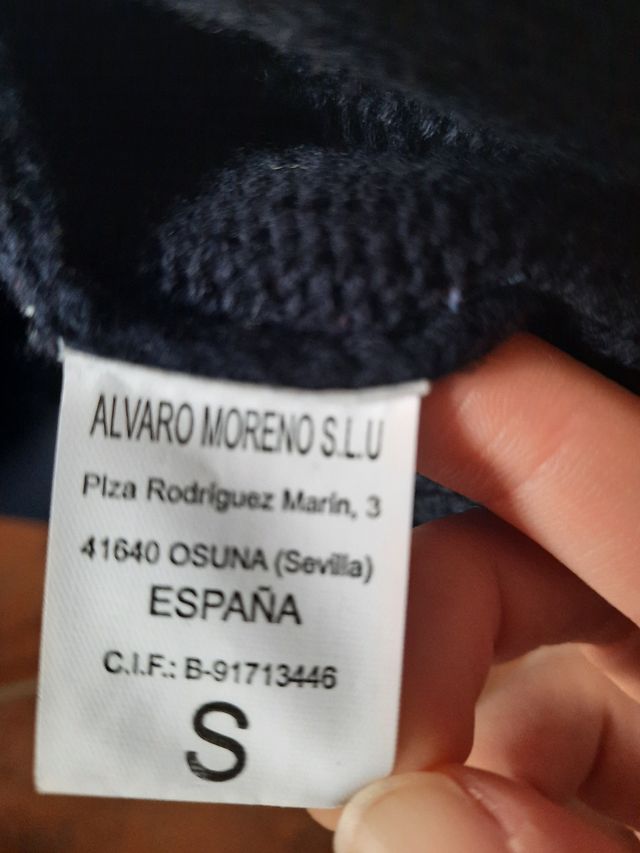 ALVARO MORENO S.L.U
Plza Rodríguez Marín, 3
41640 OSUNA (Sevilla)
ESPAÑA
C.I.F.: B-91713446
S